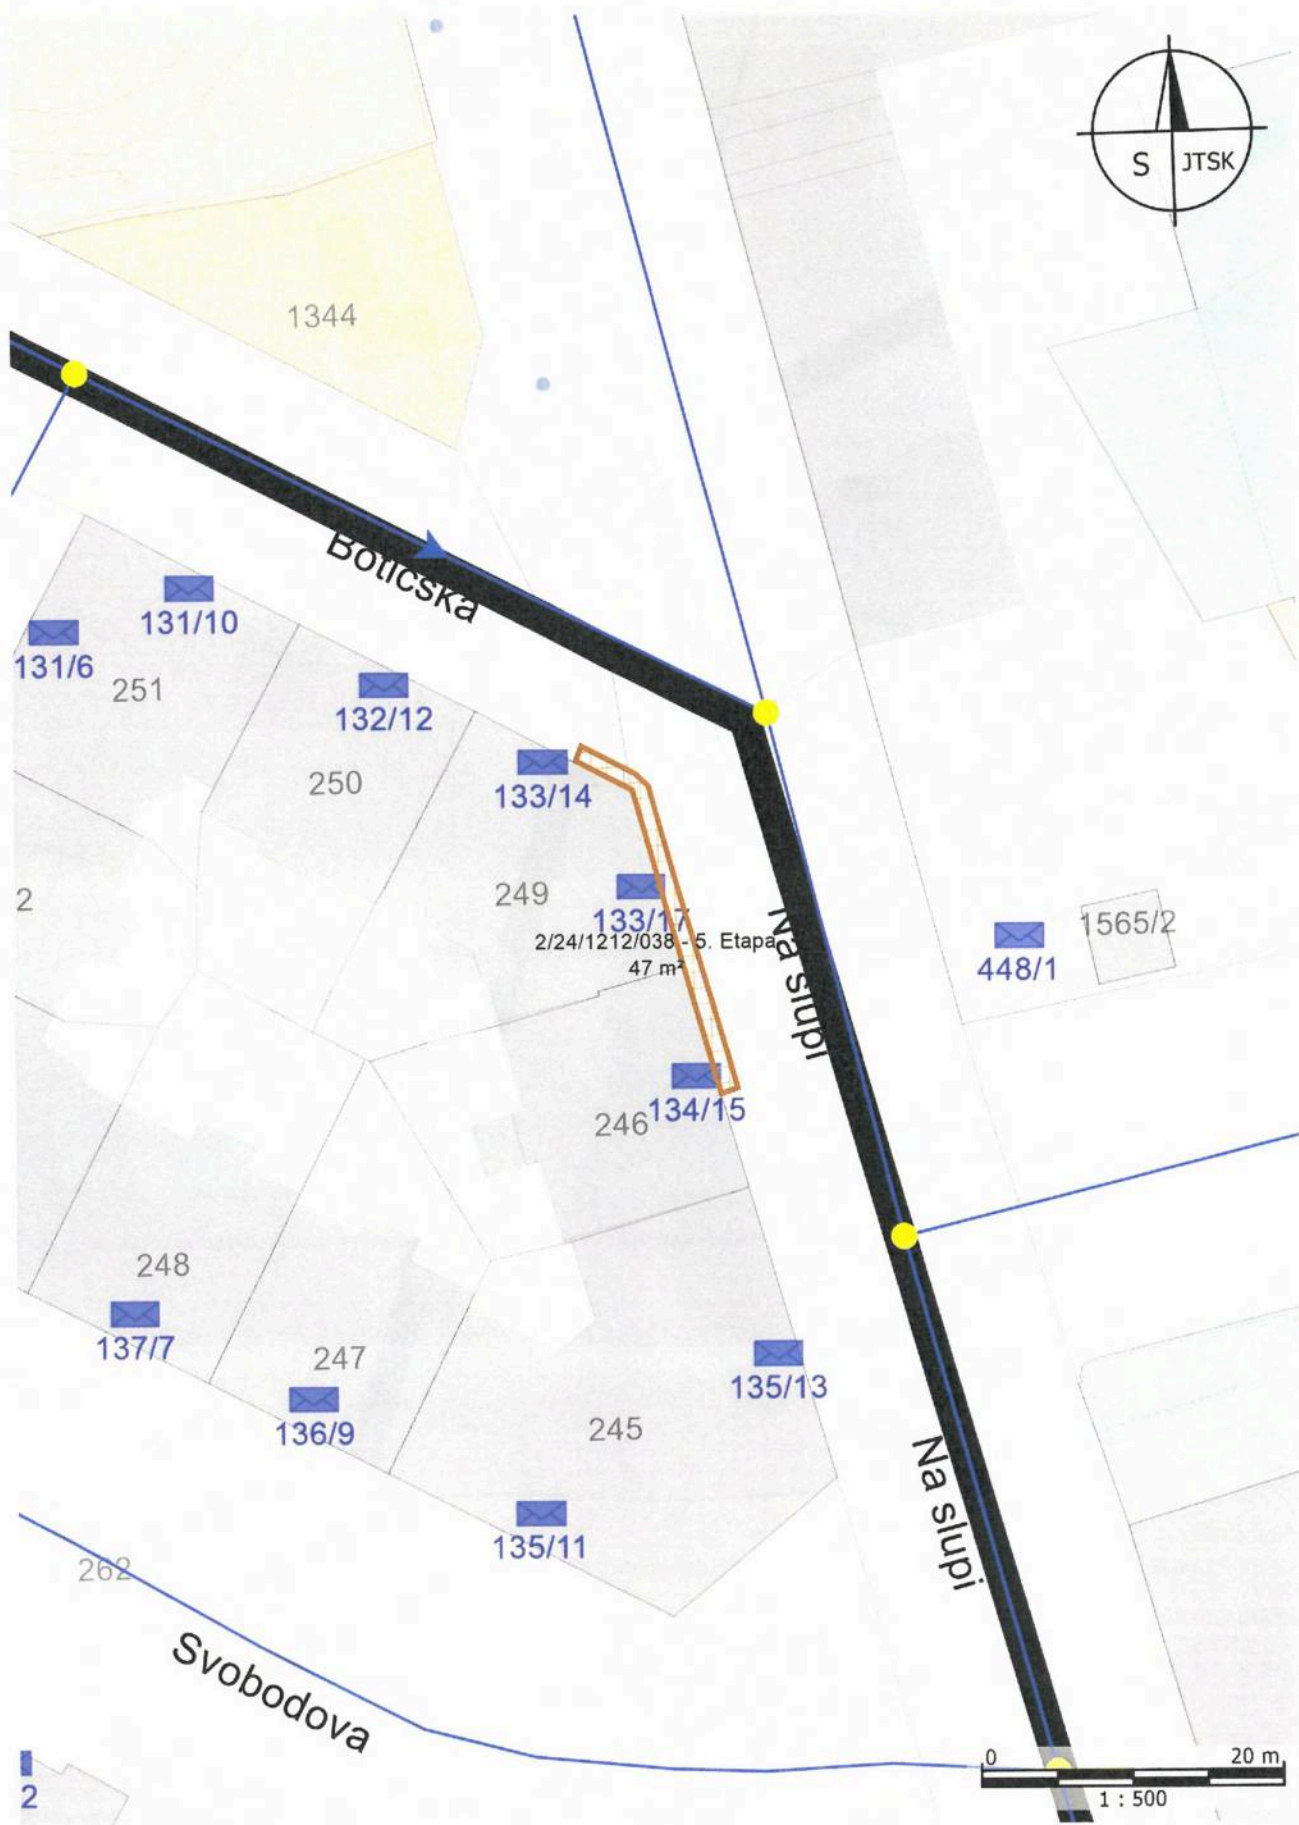 S JTSK
1344
Botičská
131/10
131/6
251
132/12
250
133/14
2
249
133/17
2/24/1212/038 - 5. Etapa
47 m²
Na slupi
448/1
1565/2
246
134/15
248
137/7
247
136/9
135/13
245
135/11
Na slupi
262
Svobodova
0 20 m
1 : 500
2